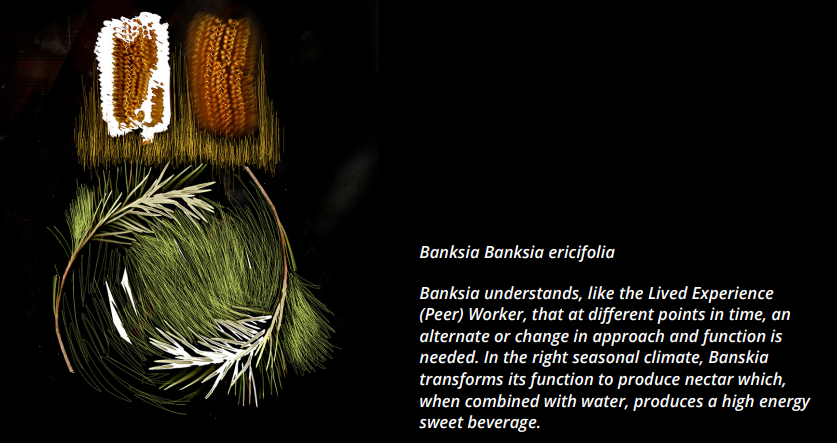 Banksia Banksia ericifolia
Banksia understands, like the Lived Experience
(Peer) Worker, that at different points in time, an
alternate or change in approach and function is
needed. In the right seasonal climate, Banskia
transforms its function to produce nectar which,
when combined with water, produces a high energy
sweet beverage.